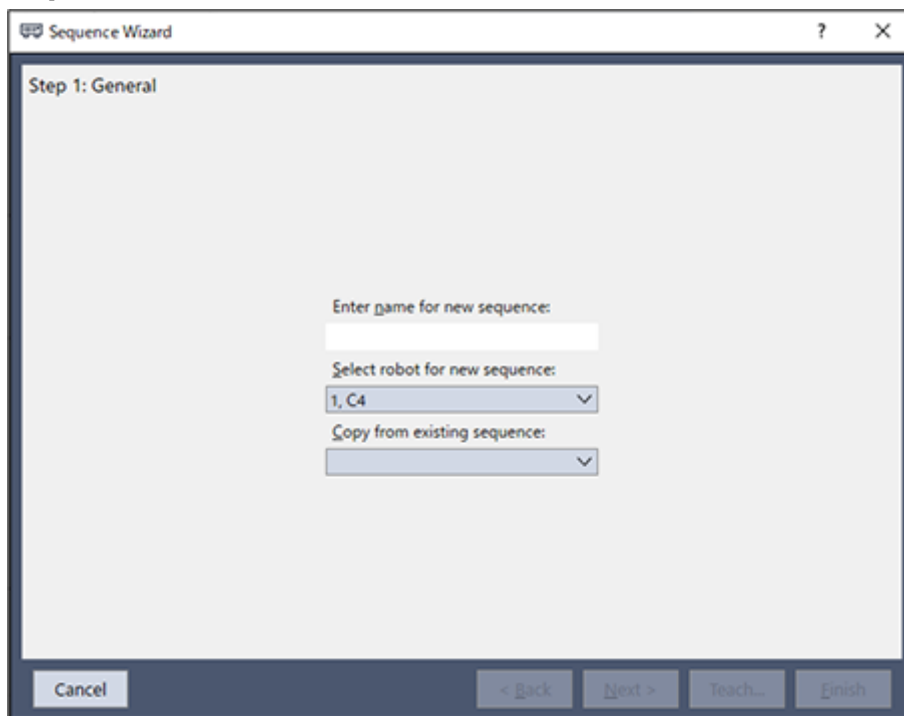 Sequence Wizard ?
Step 1: General
Enter name for new sequence:
Select robot for new sequence:
1, C4
Copy from existing sequence:
Cancel < Back Next > Teach... Finish